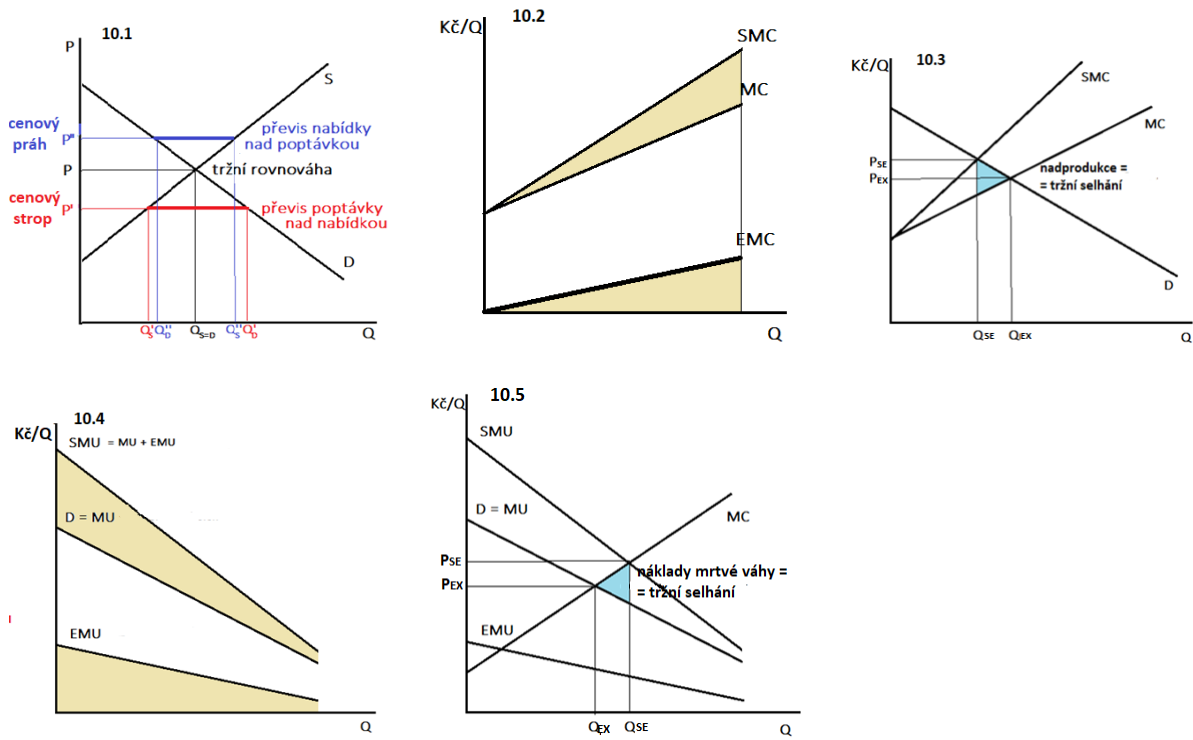 10.1
P
S
cenový
práh
P"
převis nabídky
nad poptávkou
P
tržní rovnováha
cenový
strop
P'
převis poptávky
nad nabídkou
D
Q'S Q"D QS=D Q"S Q'D Q
10.2
Kč/Q
SMC
MC
EMC
Q
10.3
Kč/Q
SMC
MC
PSE
PEX
nadprodukce =
= tržní selhání
D
QSE QEX Q
10.4
Kč/Q
SMU = MU + EMU
D = MU
EMU
Q
10.5
Kč/Q
SMU
D = MU
MC
PSE
PEX
náklady mrtvé váhy =
= tržní selhání
EMU
QEX QSE Q